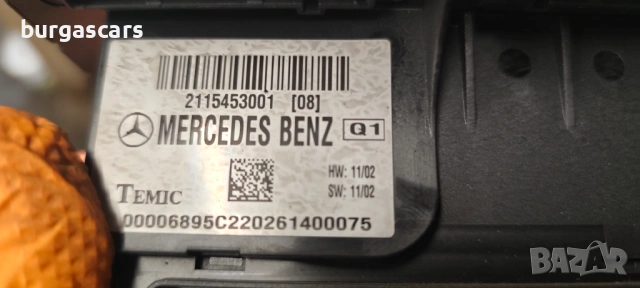 burgascars
2115453001 [08]
MERCEDES BENZ Q1
HW: 11/02
SW: 11/02
TEMIC
00006895C220261400075
BAZAR